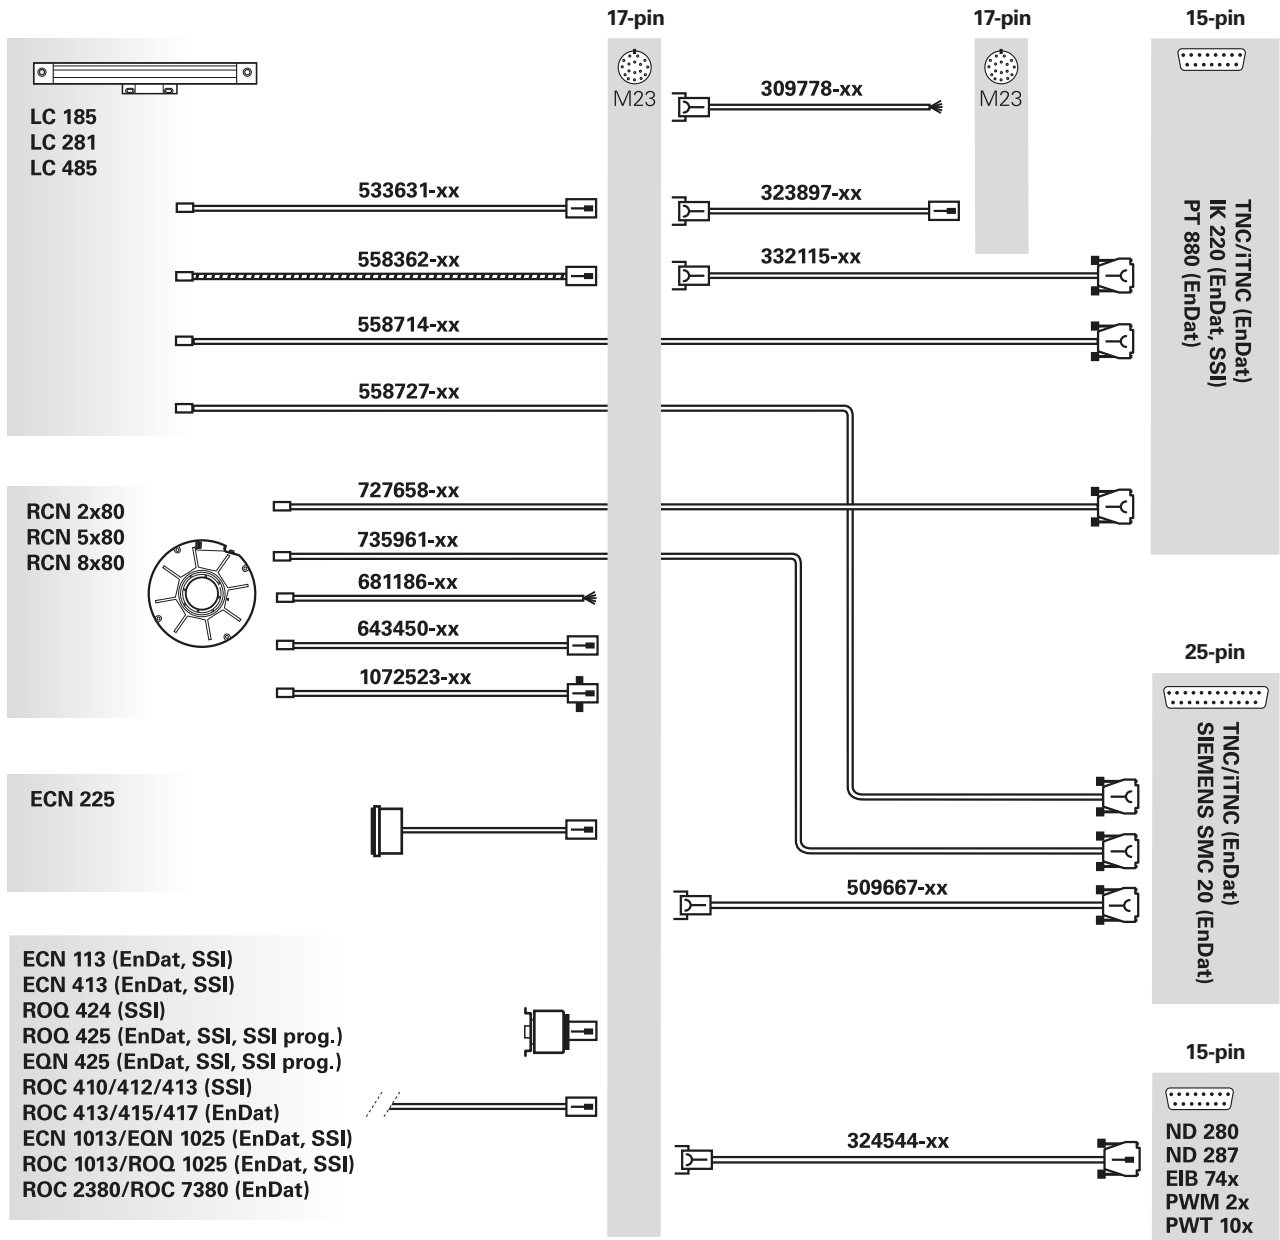 17-pin
17-pin
15-pin
M23
M23
LC 185
LC 281
LC 485
309778-xx
533631-xx
323897-xx
558362-xx
332115-xx
558714-xx
558727-xx
TNC/iTNC (EnDat)
IK 220 (EnDat, SSI)
PT 880 (EnDat)
RCN 2x80
RCN 5x80
RCN 8x80
727658-xx
735961-xx
681186-xx
643450-xx
1072523-xx
25-pin
TNC/iTNC (EnDat)
SIEMENS SMC 20 (EnDat)
ECN 225
509667-xx
ECN 113 (EnDat, SSI)
ECN 413 (EnDat, SSI)
ROQ 424 (SSI)
ROQ 425 (EnDat, SSI, SSI prog.)
EQN 425 (EnDat, SSI, SSI prog.)
ROC 410/412/413 (SSI)
ROC 413/415/417 (EnDat)
ECN 1013/EQN 1025 (EnDat, SSI)
ROC 1013/ROQ 1025 (EnDat, SSI)
ROC 2380/ROC 7380 (EnDat)
324544-xx
15-pin
ND 280
ND 287
EIB 74x
PWM 2x
PWT 10x